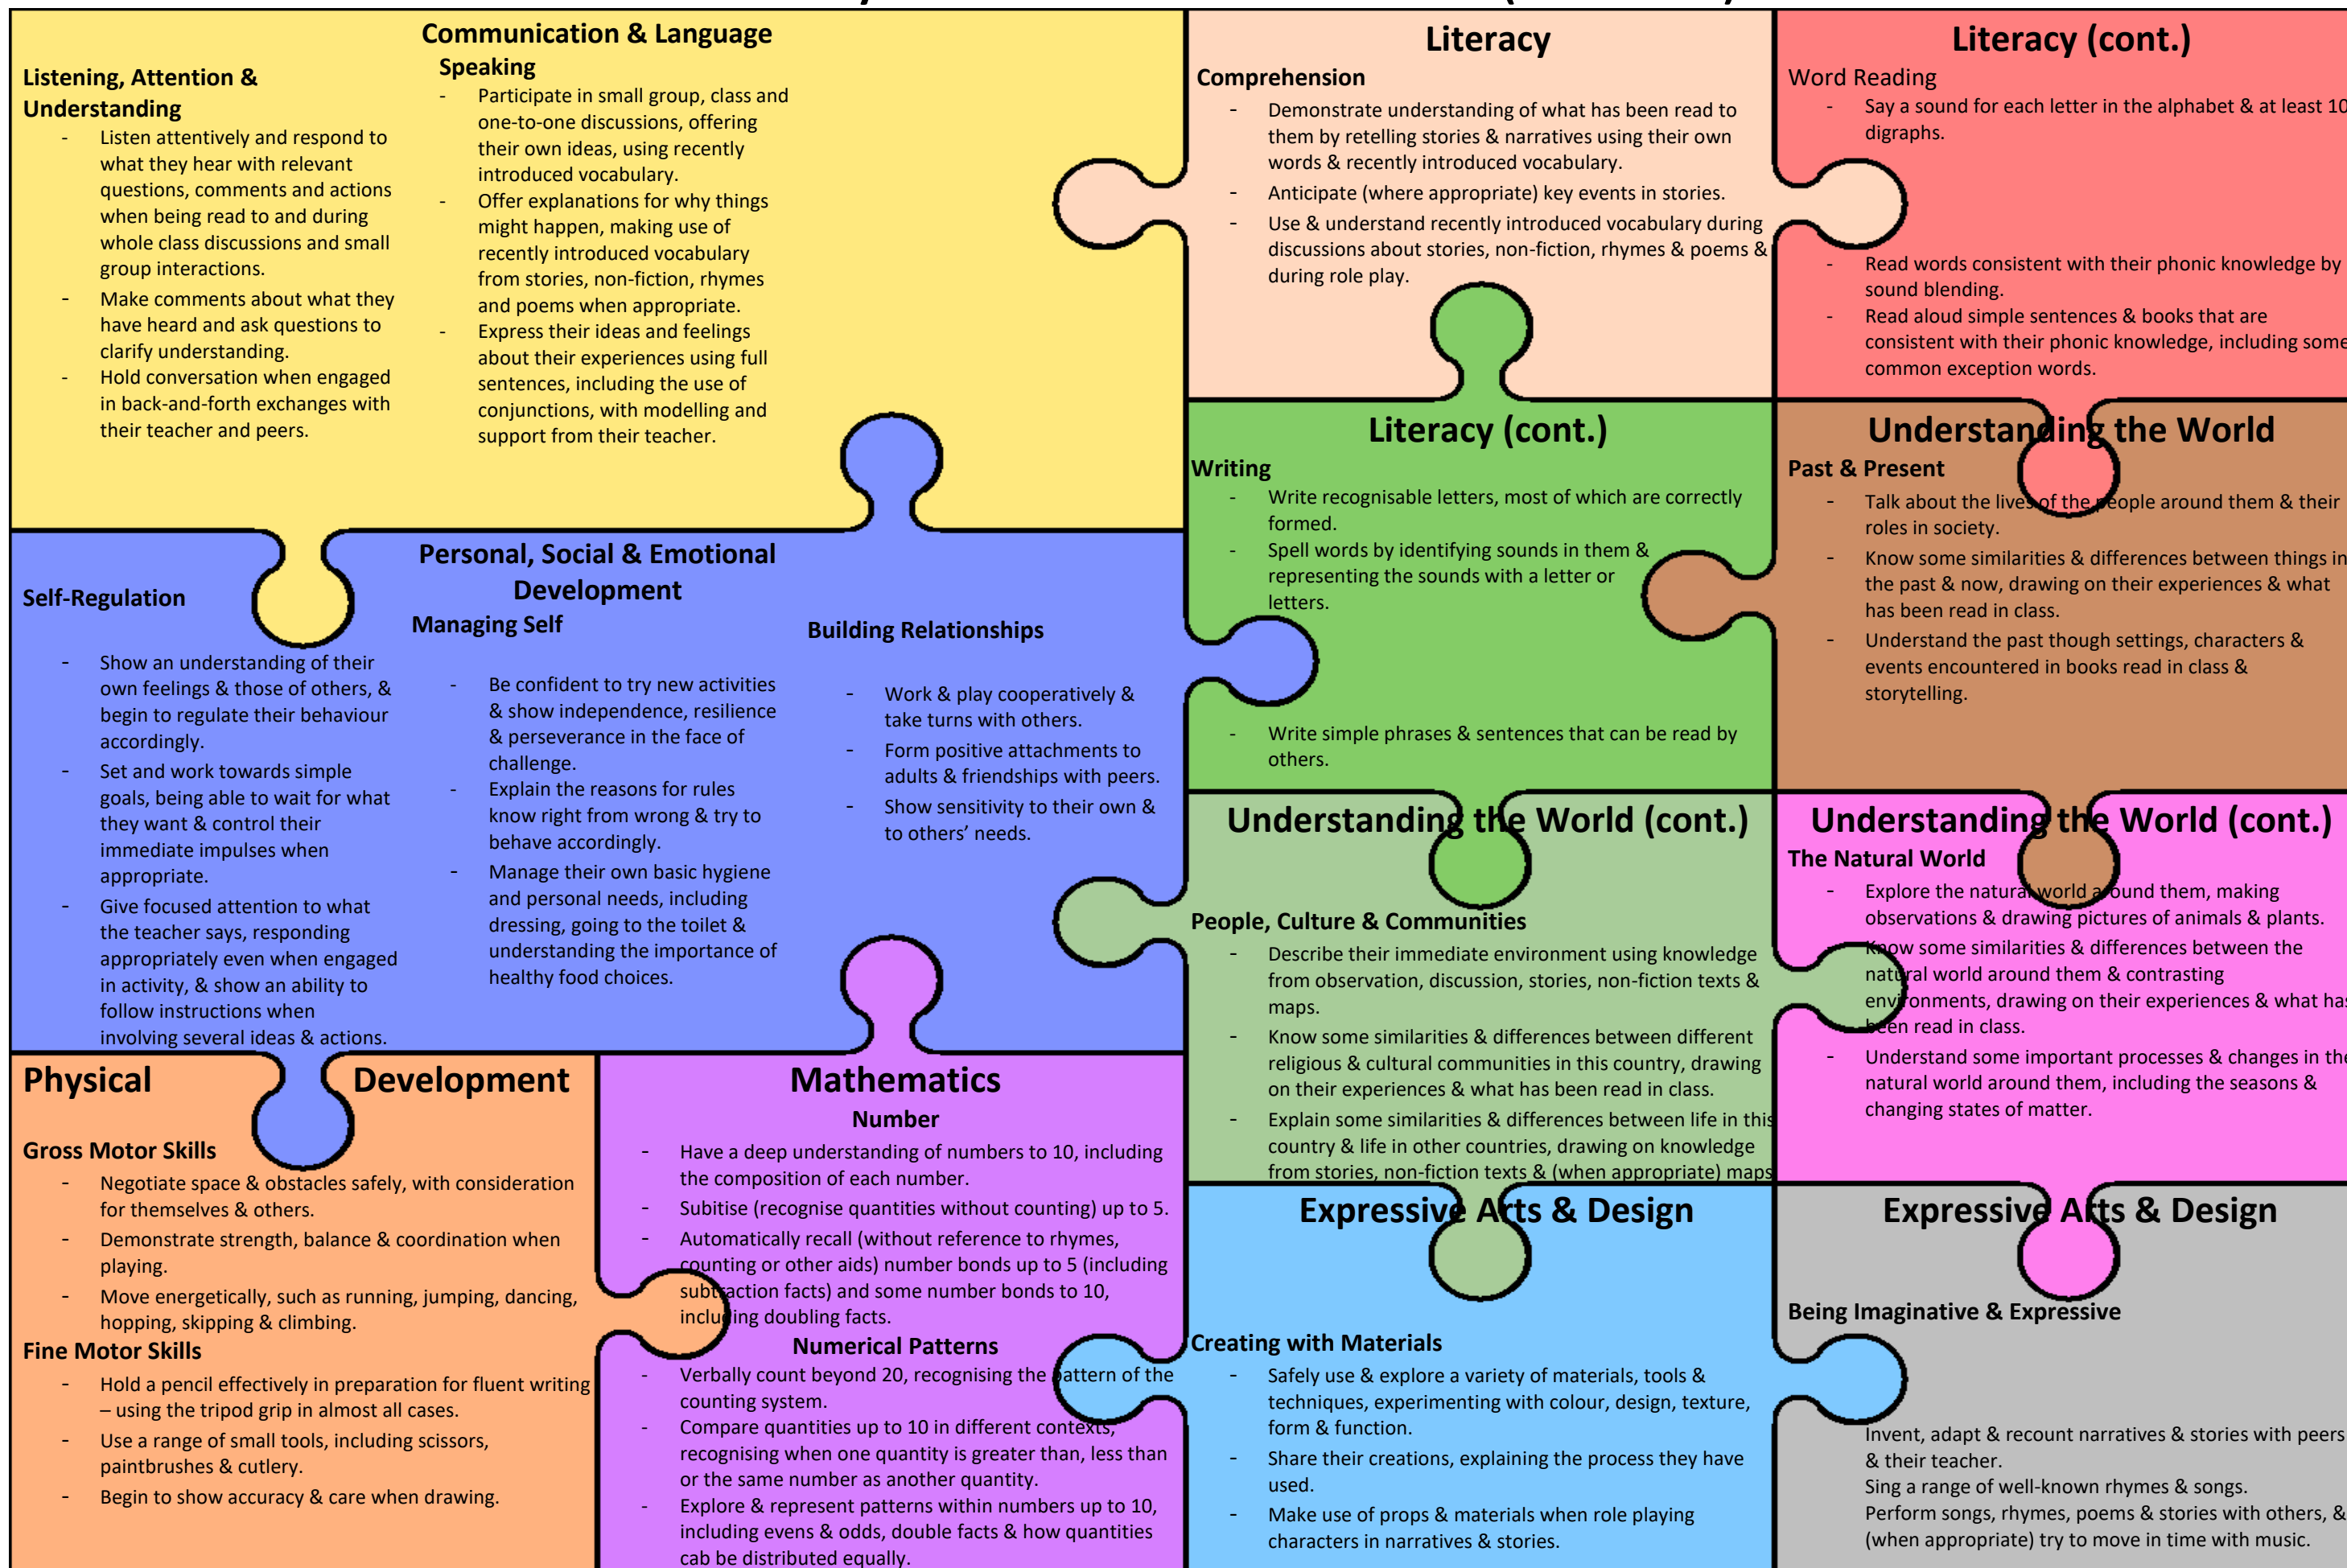 Communication & Language
Listening, Attention &
Understanding
- Listen attentively and respond to
what they hear with relevant
questions, comments and actions
when being read to and during
whole class discussions and small
group interactions.
- Make comments about what they
have heard and ask questions to
clarify understanding.
- Hold conversation when engaged
in back-and-forth exchanges with
their teacher and peers.
Speaking
- Participate in small group, class and
one-to-one discussions, offering
their own ideas, using recently
introduced vocabulary.
- Offer explanations for why things
might happen, making use of
recently introduced vocabulary
from stories, non-fiction, rhymes
and poems when appropriate.
- Express their ideas and feelings
about their experiences using full
sentences, including the use of
conjunctions, with modelling and
support from their teacher.
Literacy
Comprehension
- Demonstrate understanding of what has been read to
them by retelling stories & narratives using their own
words & recently introduced vocabulary.
- Anticipate (where appropriate) key events in stories.
- Use & understand recently introduced vocabulary during
discussions about stories, non-fiction, rhymes & poems &
during role play.
Literacy (cont.)
Word Reading
- Say a sound for each letter in the alphabet & at least 10
digraphs.
- Read words consistent with their phonic knowledge by
sound blending.
- Read aloud simple sentences & books that are
consistent with their phonic knowledge, including some
common exception words.
Literacy (cont.)
Writing
- Write recognisable letters, most of which are correctly
formed.
- Spell words by identifying sounds in them &
representing the sounds with a letter or
letters.
- Write simple phrases & sentences that can be read by
others.
Understanding the World
Past & Present
- Talk about the lives of the people around them & their
roles in society.
- Know some similarities & differences between things in
the past & now, drawing on their experiences & what
has been read in class.
- Understand the past though settings, characters &
events encountered in books read in class &
storytelling.
Personal, Social & Emotional
Development
Self-Regulation
- Show an understanding of their
own feelings & those of others, &
begin to regulate their behaviour
accordingly.
- Set and work towards simple
goals, being able to wait for what
they want & control their
immediate impulses when
appropriate.
- Give focused attention to what
the teacher says, responding
appropriately even when engaged
in activity, & show an ability to
follow instructions when
involving several ideas & actions.
Managing Self
- Be confident to try new activities
& show independence, resilience
& perseverance in the face of
challenge.
- Explain the reasons for rules
know right from wrong & try to
behave accordingly.
- Manage their own basic hygiene
and personal needs, including
dressing, going to the toilet &
understanding the importance of
healthy food choices.
Building Relationships
- Work & play cooperatively &
take turns with others.
- Form positive attachments to
adults & friendships with peers.
- Show sensitivity to their own &
to others' needs.
Understanding the World (cont.)
People, Culture & Communities
- Describe their immediate environment using knowledge
from observation, discussion, stories, non-fiction texts &
maps.
- Know some similarities & differences between different
religious & cultural communities in this country, drawing
on their experiences & what has been read in class.
- Explain some similarities & differences between life in this
country & life in other countries, drawing on knowledge
from stories, non-fiction texts & (when appropriate) maps
Understanding the World (cont.)
The Natural World
- Explore the natural world around them, making
observations & drawing pictures of animals & plants.
Know some similarities & differences between the
natural world around them & contrasting
environments, drawing on their experiences & what has
been read in class.
- Understand some important processes & changes in the
natural world around them, including the seasons &
changing states of matter.
Physical Development
Gross Motor Skills
- Negotiate space & obstacles safely, with consideration
for themselves & others.
- Demonstrate strength, balance & coordination when
playing.
- Move energetically, such as running, jumping, dancing,
hopping, skipping & climbing.
Fine Motor Skills
- Hold a pencil effectively in preparation for fluent writing
– using the tripod grip in almost all cases.
- Use a range of small tools, including scissors,
paintbrushes & cutlery.
- Begin to show accuracy & care when drawing.
Mathematics
Number
- Have a deep understanding of numbers to 10, including
the composition of each number.
- Subitise (recognise quantities without counting) up to 5.
- Automatically recall (without reference to rhymes,
counting or other aids) number bonds up to 5 (including
subtraction facts) and some number bonds to 10,
including doubling facts.
Numerical Patterns
- Verbally count beyond 20, recognising the pattern of the
counting system.
- Compare quantities up to 10 in different contexts,
recognising when one quantity is greater than, less than
or the same number as another quantity.
- Explore & represent patterns within numbers up to 10,
including evens & odds, double facts & how quantities
cab be distributed equally.
Expressive Arts & Design
Creating with Materials
- Safely use & explore a variety of materials, tools &
techniques, experimenting with colour, design, texture,
form & function.
- Share their creations, explaining the process they have
used.
- Make use of props & materials when role playing
characters in narratives & stories.
Expressive Arts & Design
Being Imaginative & Expressive
Invent, adapt & recount narratives & stories with peers
& their teacher.
Sing a range of well-known rhymes & songs.
Perform songs, rhymes, poems & stories with others, &
(when appropriate) try to move in time with music.